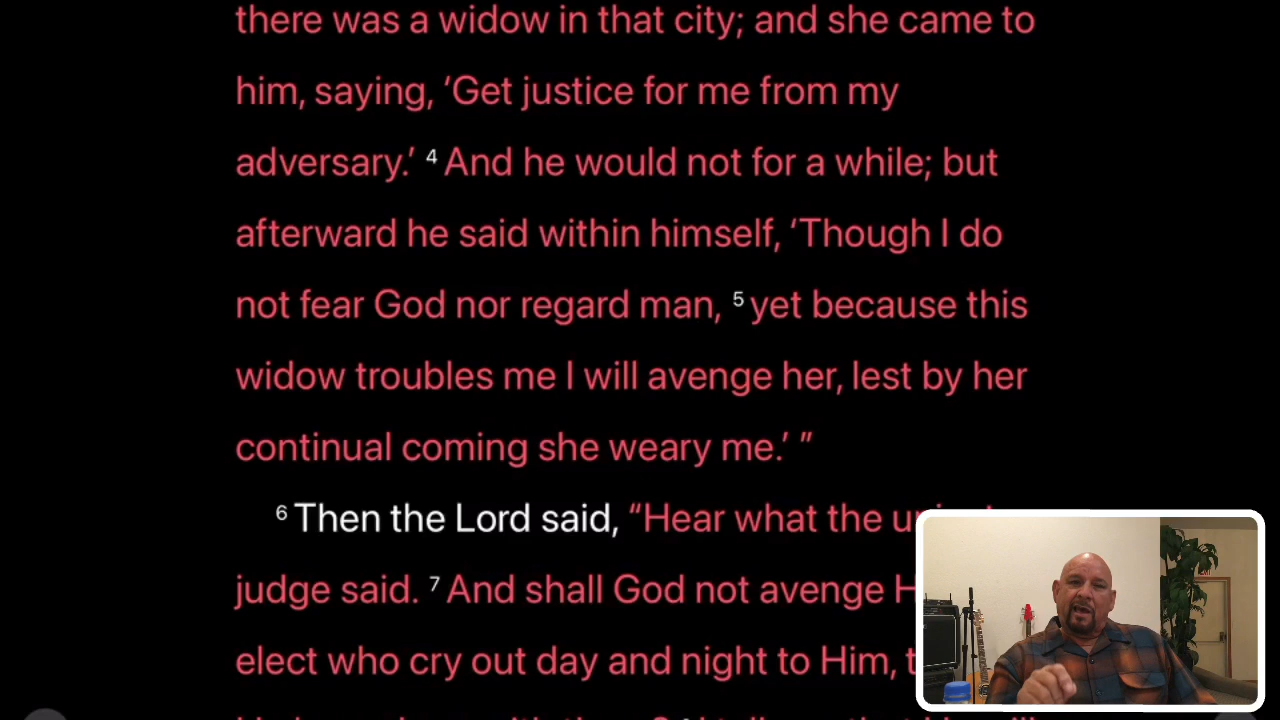 there was a widow in that city; and she came to
him, saying, ‘Get justice for me from my
adversary.’ 4 And he would not for a while; but
afterward he said within himself, ‘Though I do
not fear God nor regard man, 5 yet because this
widow troubles me I will avenge her, lest by her
continual coming she weary me.’ ”
6 Then the Lord said, “Hear what the
judge said. 7 And shall God not avenge
elect who cry out day and night to Him,